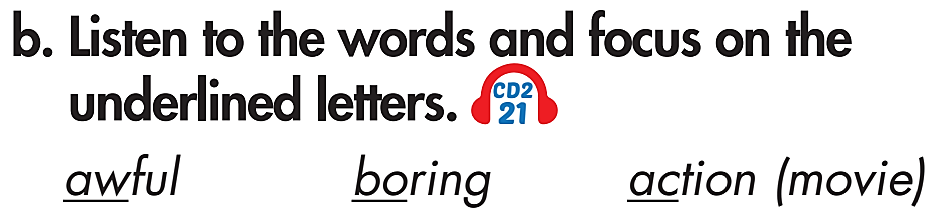 b. Listen to the words and focus on the
underlined letters. CD2 21
awful boring action (movie)